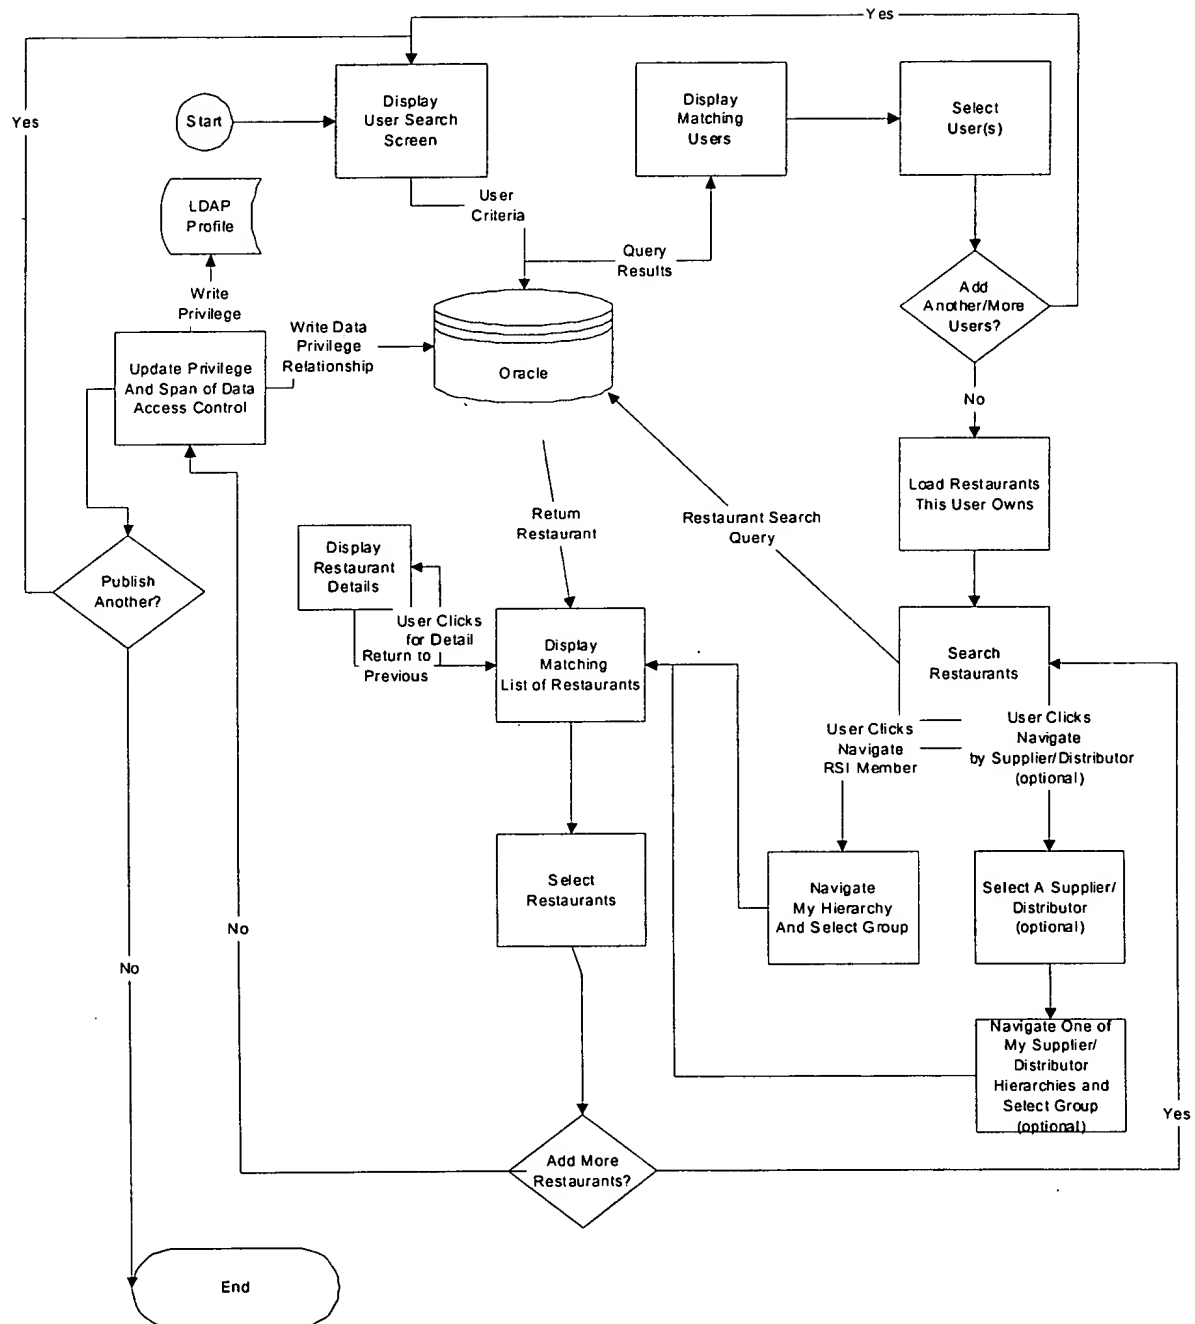 Yes
Yes
Start
Display
User Search
Screen
Display
Matching
Users
Select
User(s)
LDAP
Profile
User
Criteria
Query
Results
Write
Privilege
Write Data
Privilege
Relationship
Add
Another/More
Users?
Update Privilege
And Span of Data
Access Control
Oracle
No
Load Restaurants
This User Owns
Return
Restaurant
Restaurant Search
Query
Display
Restaurant
Details
Publish
Another?
User Clicks
for Detail
Return to
Previous
Display
Matching
List of Restaurants
Search
Restaurants
User Clicks
Navigate
RSI Member
User Clicks
Navigate
by Supplier/Distributor
(optional)
Select
Restaurants
Navigate
My Hierarchy
And Select Group
Select A Supplier/
Distributor
(optional)
No
No
Navigate One of
My Supplier/
Distributor
Hierarchies and
Select Group
(optional)
Yes
Add More
Restaurants?
End